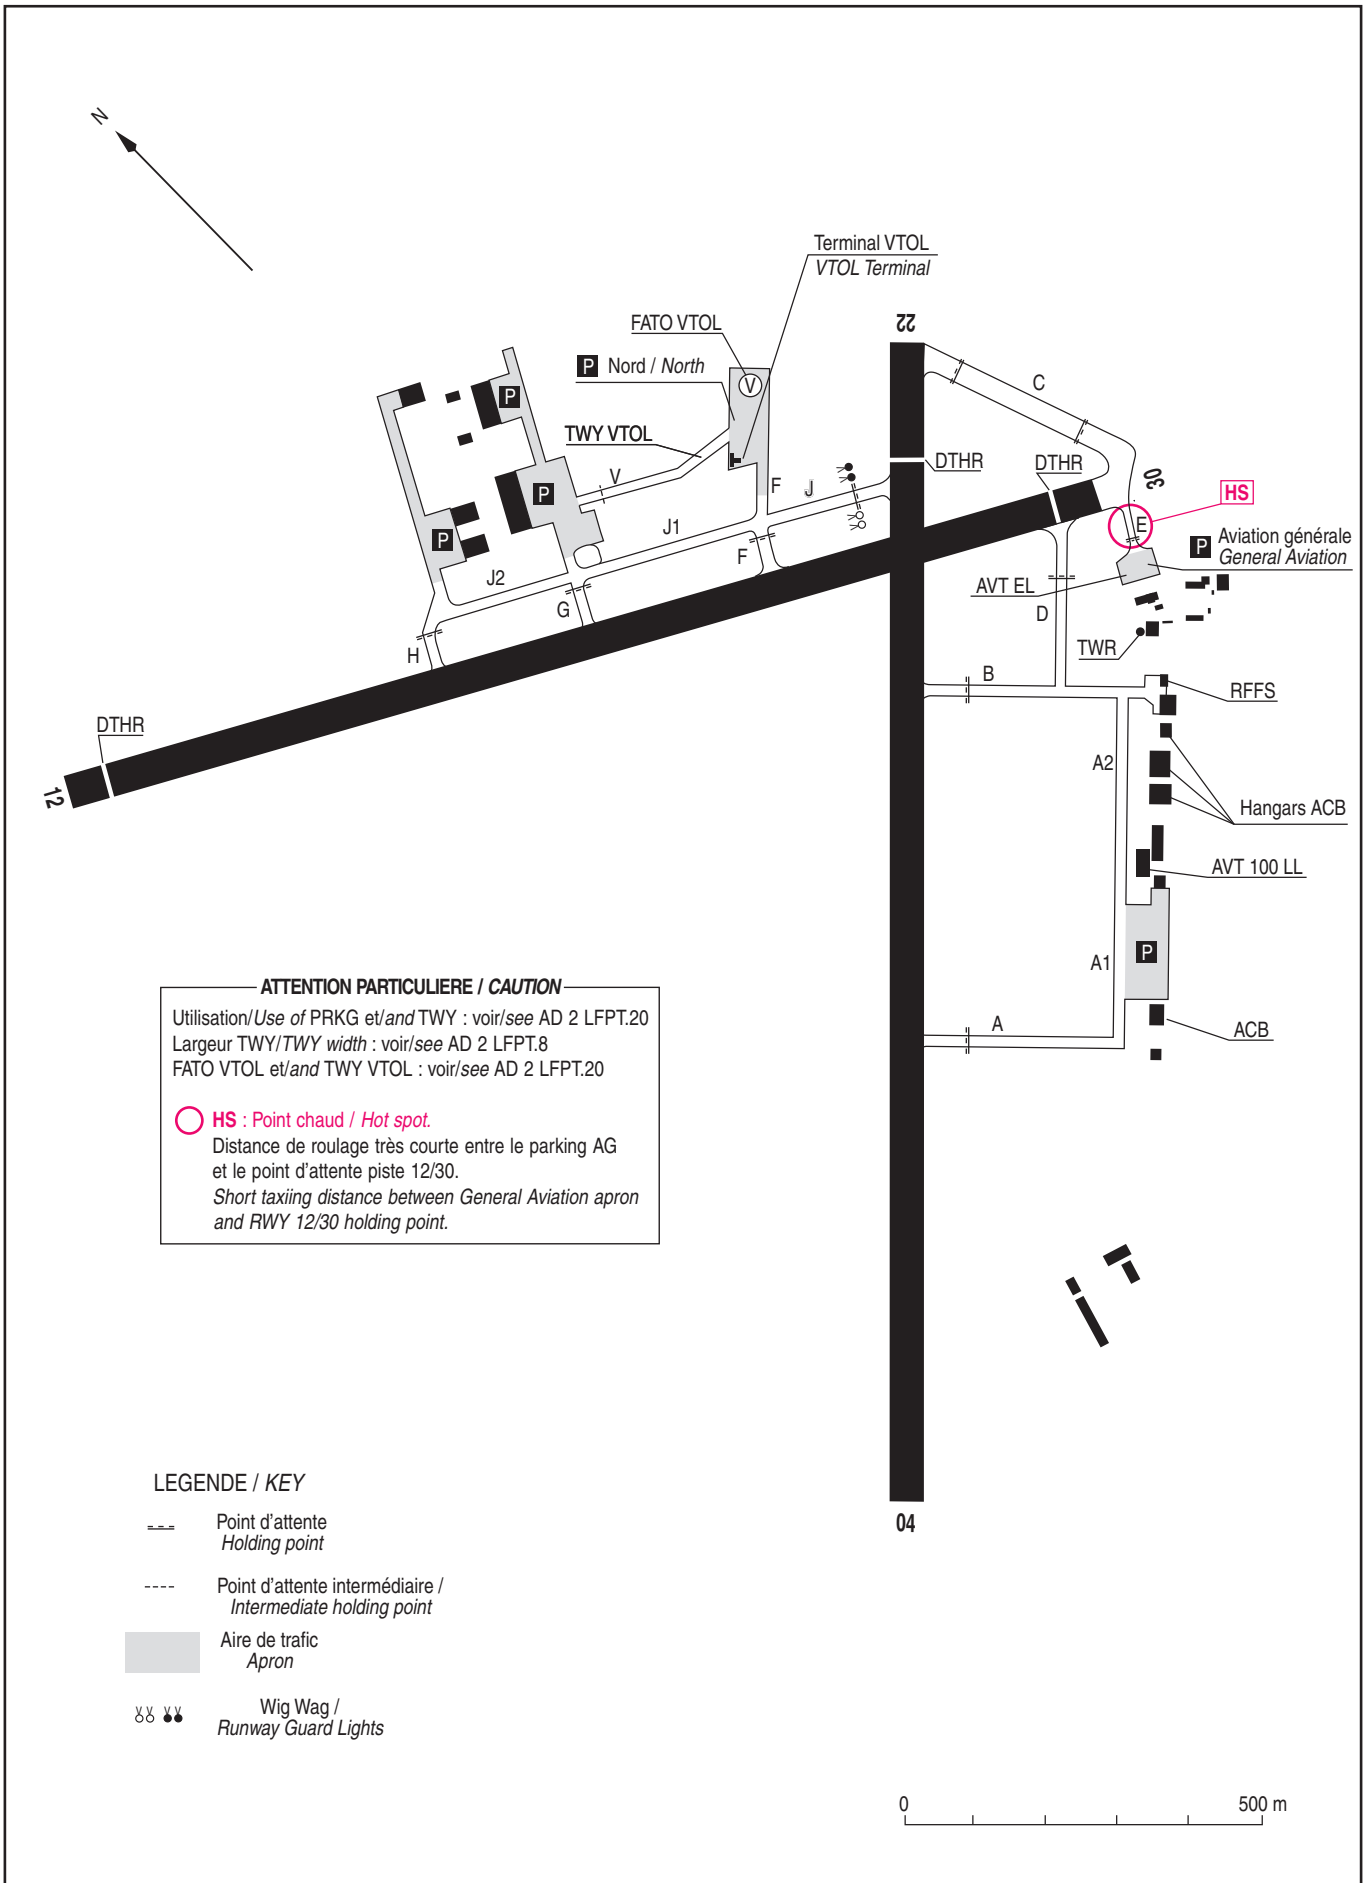 N
Terminal VTOL
VTOL Terminal
FATO VTOL
22
P Nord / North
V
C
P
TWY VTOL
DTHR
DTHR
30
HS
V
F
J
P
E
P Aviation générale
General Aviation
J1
P
F
J2
AVT EL
G
D
H
TWR
B
RFFS
DTHR
12
A2
Hangars ACB
AVT 100 LL
P
A1
A
ACB
ATTENTION PARTICULIERE / CAUTION
Utilisation/Use of PRKG et/and TWY : voir/see AD 2 LFPT.20
Largeur TWY/TWY width : voir/see AD 2 LFPT.8
FATO VTOL et/and TWY VTOL : voir/see AD 2 LFPT.20
HS : Point chaud / Hot spot.
Distance de roulage très courte entre le parking AG
et le point d'attente piste 12/30.
Short taxiing distance between General Aviation apron
and RWY 12/30 holding point.
04
LEGENDE / KEY
Point d'attente
Holding point
Point d'attente intermédiaire /
Intermediate holding point
Aire de trafic
Apron
Wig Wag /
Runway Guard Lights
0 500 m